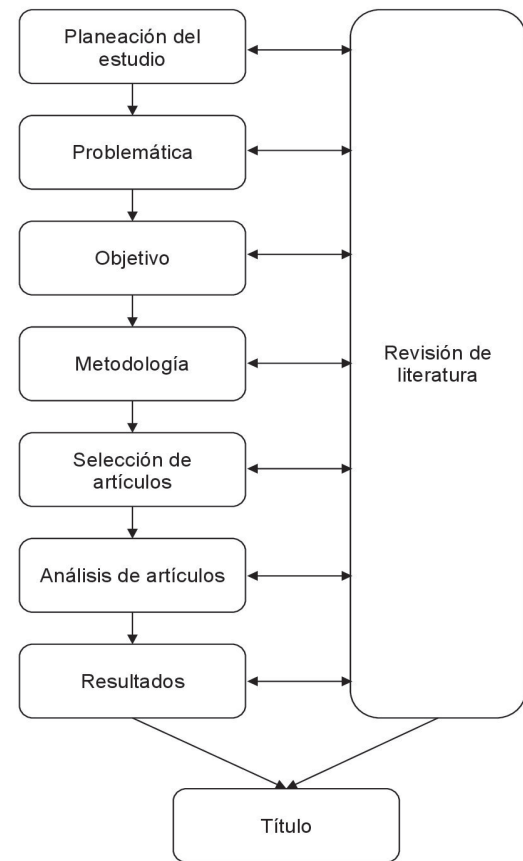 Planeación del
estudio
Problemática
Objetivo
Metodología
Revisión de
literatura
Selección de
artículos
Análisis de artículos
Resultados
Título